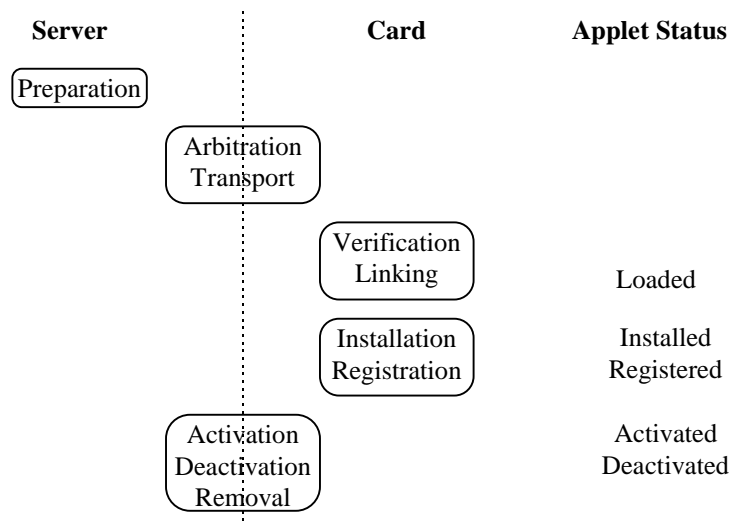 Server Card Applet Status
Preparation
Arbitration
Transport
Verification
Linking Loaded
Installation Installed
Registration Registered
Activation Activated
Deactivation Deactivated
Removal